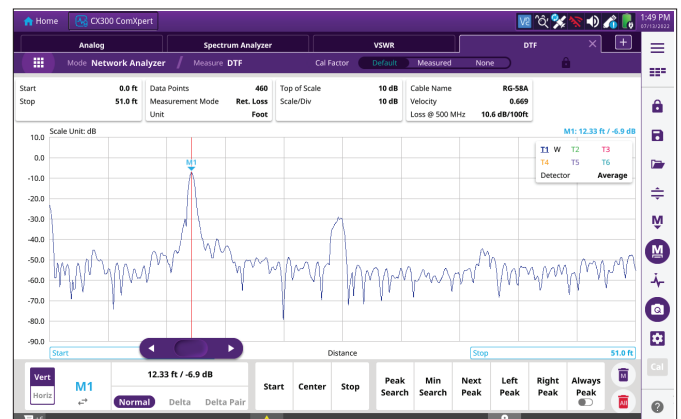 Home CX300 ComXpert 1:49 PM
07/13/2022
Analog Spectrum Analyzer VSWR DTF × +
Mode Network Analyzer / Measure DTF Cal Factor Default Measured None
Start 0.0 ft Data Points 460 Top of Scale 10 dB Cable Name RG-58A
Stop 51.0 ft Measurement Mode Ret. Loss Scale/Div 10 dB Velocity 0.669
Unit Foot Loss @ 500 MHz 10.6 dB/100ft
Scale Unit: dB M1: 12.33 ft / -6.9 dB
10.0
T1 W T2 T3
0.0
M1
T4 T5 T6
-10.0
Detector Average
-20.0
-30.0
-40.0
-50.0
-60.0
-70.0
-80.0
-90.0
Start Distance Stop 51.0 ft
Vert
Horiz
M1
12.33 ft / -6.9 dB
Normal Delta Delta Pair
Start Center Stop
Peak Search
Min Search
Next Peak
Left Peak
Right Peak
Always Peak
M
All
M
M
Cal
?